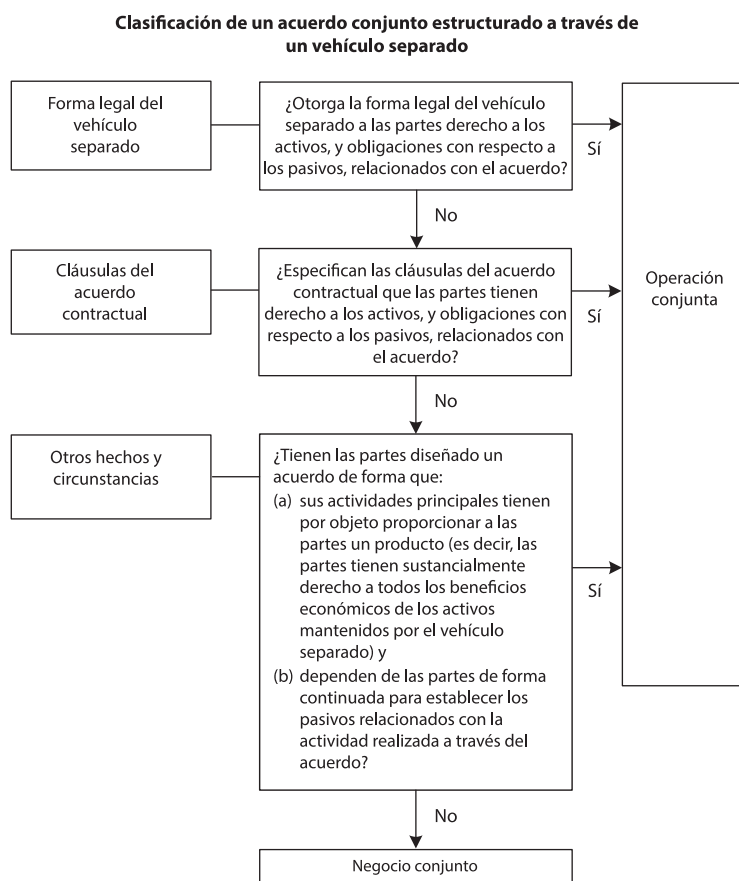 Clasificación de un acuerdo conjunto estructurado a través de
un vehículo separado
Forma legal del
vehículo
separado
¿Otorga la forma legal del vehículo
separado a las partes derecho a los
activos, y obligaciones con respecto a
los pasivos, relacionados con el acuerdo?
Sí
No
Cláusulas del
acuerdo
contractual
¿Especifican las cláusulas del acuerdo
contractual que las partes tienen
derecho a los activos, y obligaciones con
respecto a los pasivos, relacionados con
el acuerdo?
Sí
Operación
conjunta
No
Otros hechos y
circunstancias
¿Tienen las partes diseñado un
acuerdo de forma que:
(a) sus actividades principales tienen
por objeto proporcionar a las
partes un producto (es decir, las
partes tienen sustancialmente
derecho a todos los beneficios
económicos de los activos
mantenidos por el vehículo
separado) y
(b) dependen de las partes de forma
continuada para establecer los
pasivos relacionados con la
actividad realizada a través del
acuerdo?
Sí
No
Negocio conjunto